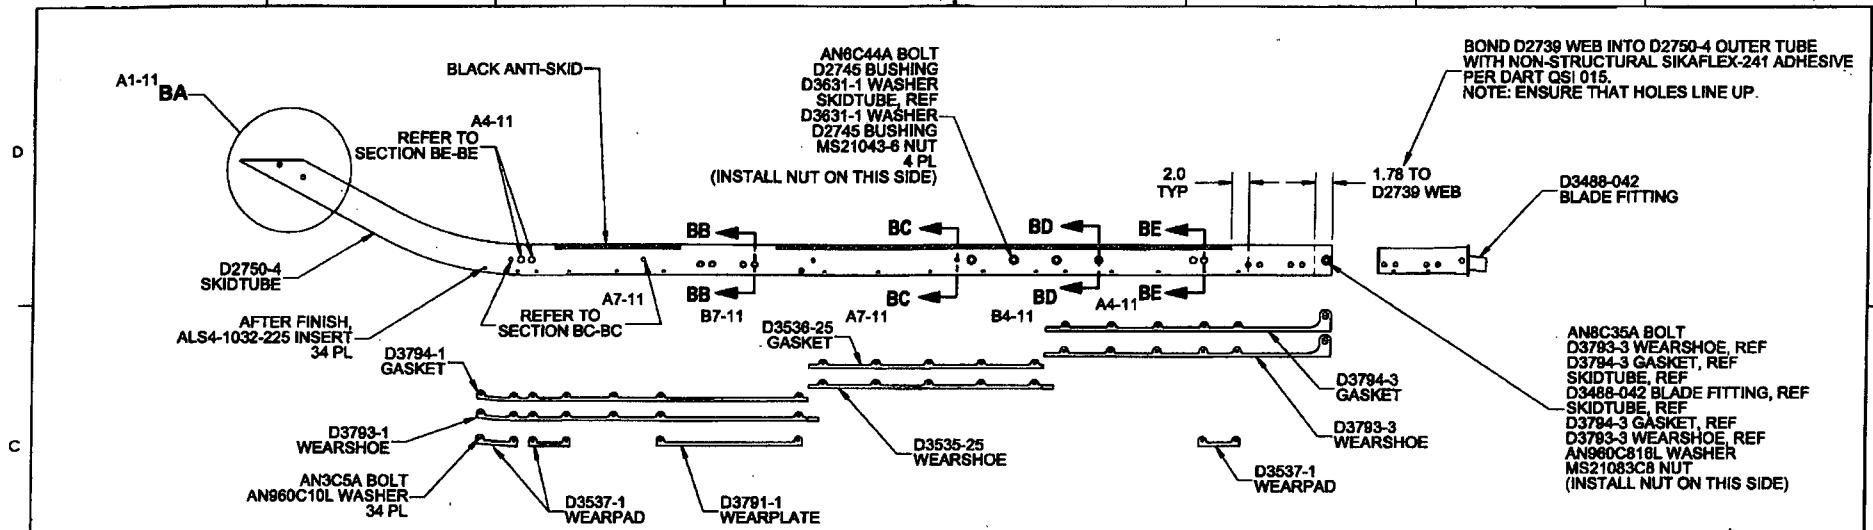 A1-11
BA
BLACK ANTI-SKID
A4-11
REFER TO
SECTION BE-BE
AN6C44A BOLT
D2745 BUSHING
D3631-1 WASHER
SKIDTUBE, REF
D3631-1 WASHER
D2745 BUSHING
MS21043-6 NUT
4 PL
(INSTALL NUT ON THIS SIDE)
BOND D2739 WEB INTO D2750-4 OUTER TUBE
WITH NON-STRUCTURAL SIKAFLEX-241 ADHESIVE
PER DART QSI 015.
NOTE: ENSURE THAT HOLES LINE UP.
D
2.0
TYP
1.78 TO
D2739 WEB
D3488-042
BLADE FITTING
BB
BC
BD
BE
D2750-4
SKIDTUBE
BB
BC
BD
BE
A7-11
B7-11
A7-11
B4-11
A4-11
REFER TO
SECTION BC-BC
AFTER FINISH,
ALS4-1032-225 INSERT
34 PL
D3794-1
GASKET
D3536-25
GASKET
D3794-3
GASKET
AN8C35A BOLT
D3793-3 WEARSHOE, REF
D3794-3 GASKET, REF
SKIDTUBE, REF
D3488-042 BLADE FITTING, REF
SKIDTUBE, REF
D3794-3 GASKET, REF
D3793-3 WEARSHOE, REF
AN960C816L WASHER
MS21083C8 NUT
(INSTALL NUT ON THIS SIDE)
C
D3793-1
WEARSHOE
D3535-25
WEARSHOE
D3793-3
WEARSHOE
AN3C5A BOLT
AN960C10L WASHER
34 PL
D3537-1
WEARPAD
D3791-1
WEARPLATE
D3537-1
WEARPAD